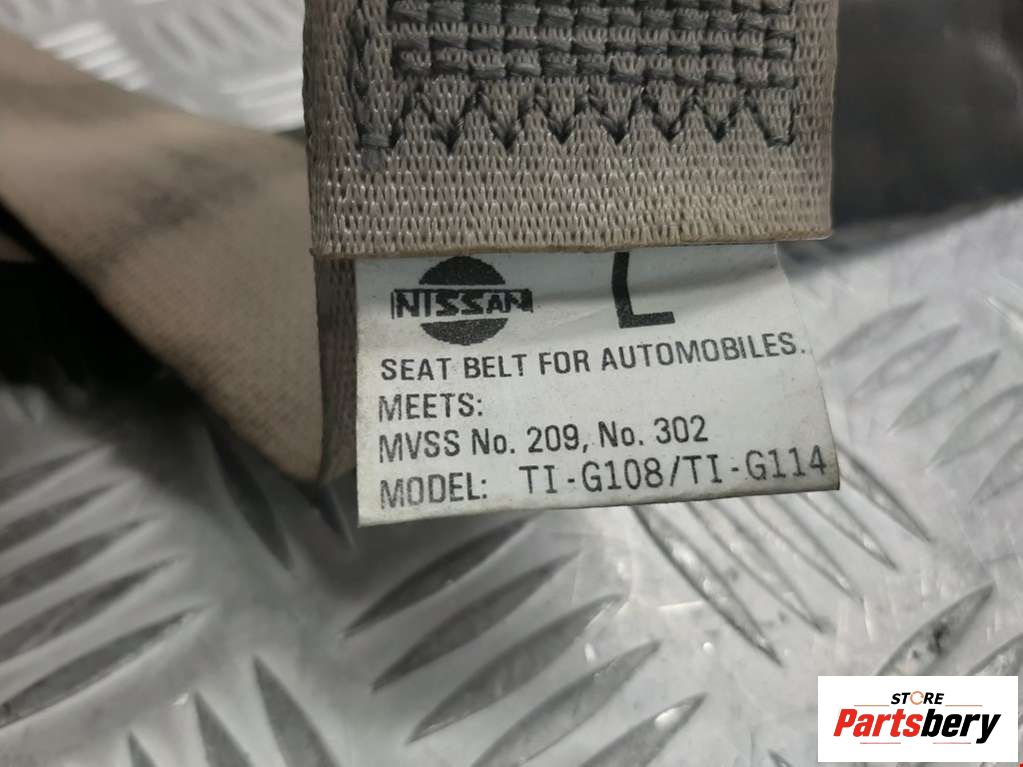 NISSAN L
SEAT BELT FOR AUTOMOBILES.
MEETS:
MVSS No. 209, No. 302
MODEL: TI-G108/TI-G114
STORE
Partsbery